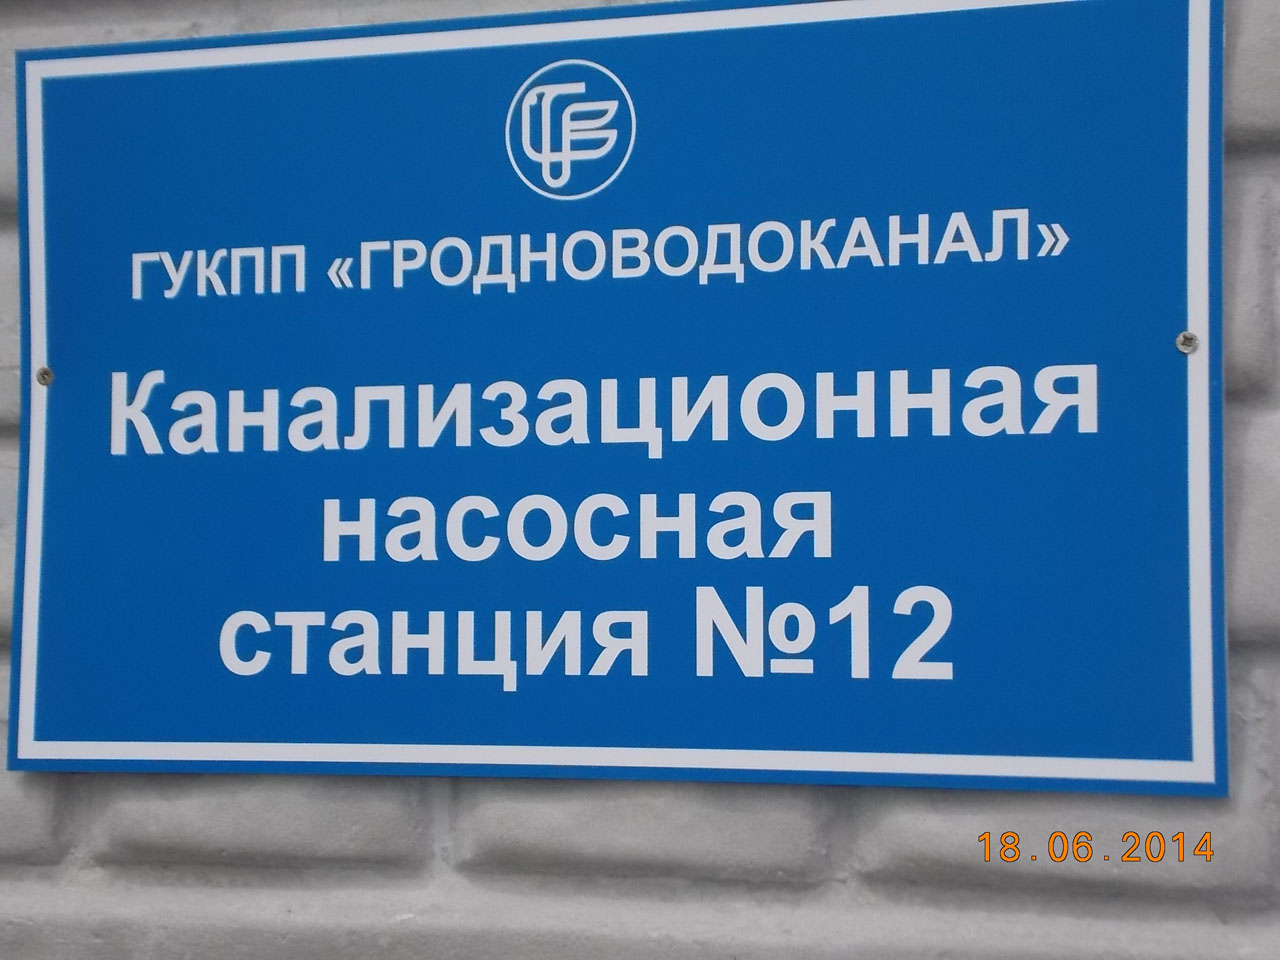 ГУКПП «ГРОДНОВОДОКАНАЛ»
Канализационная
насосная
станция №12
18.06.2014